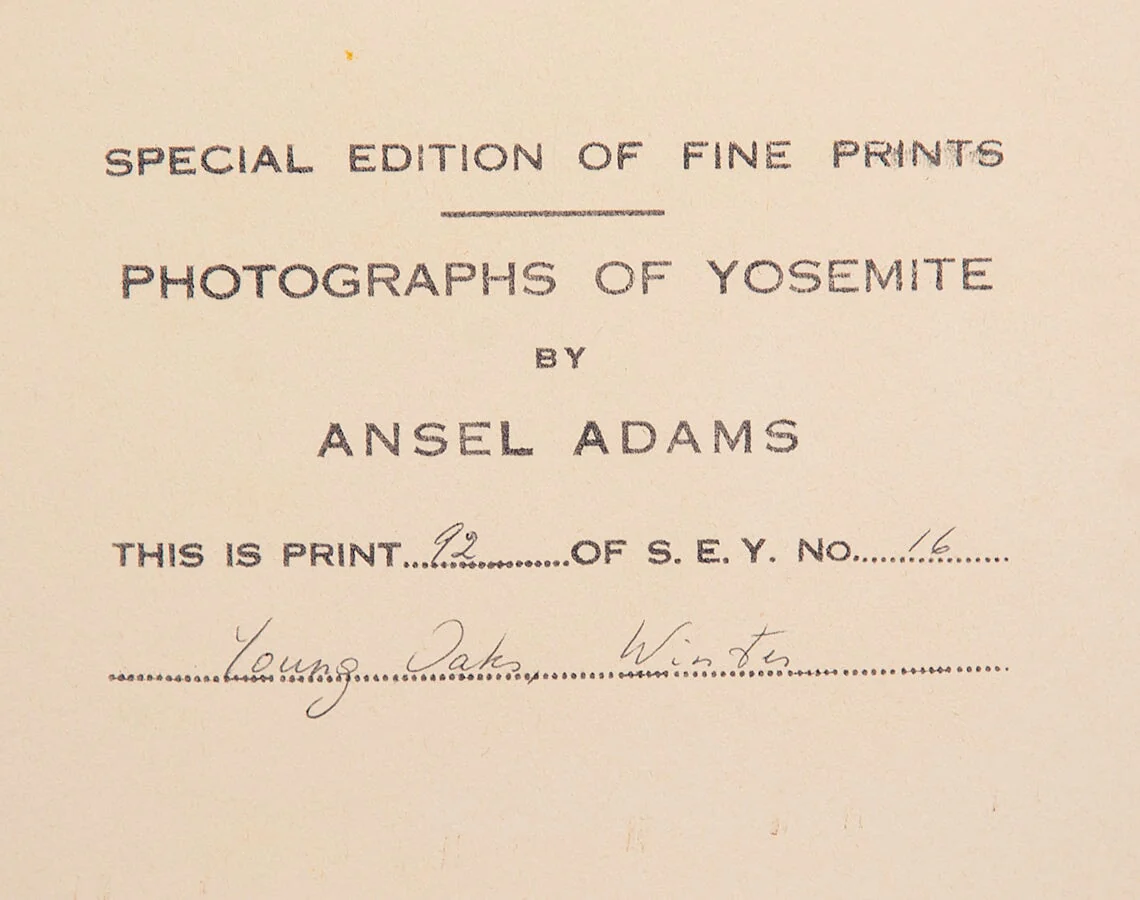 SPECIAL EDITION OF FINE PRINTS
PHOTOGRAPHS OF YOSEMITE
BY
ANSEL ADAMS
THIS IS PRINT..92..........OF S. E. Y. NO.....16......
Young Oaks, Winter